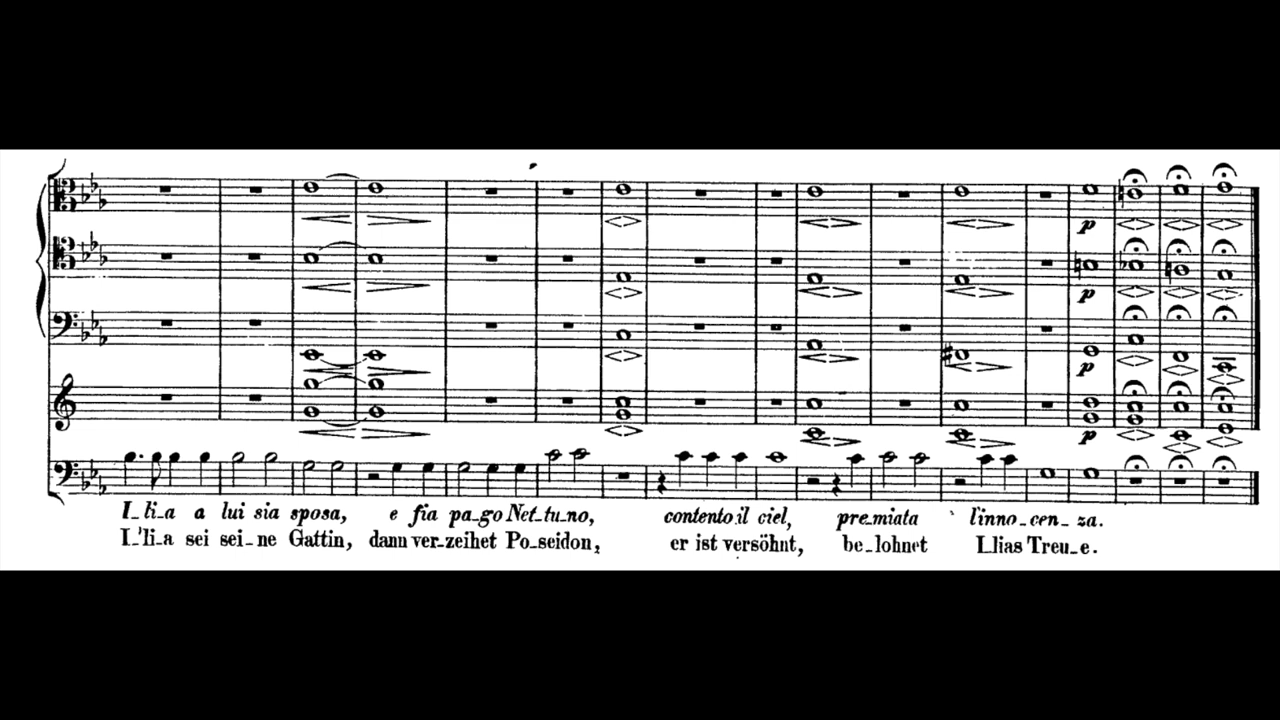 p
p
p
p
I_li_a a lui sia sposa, e fia pa_go Net_tu_no, contento il ciel, pre_miata l'inno_cen_za.
I_li_a sei sei_ne Gattin, dann ver_zeihet Po_seidon, er ist versöhnt, be_lohnet I_lias Treu_e.